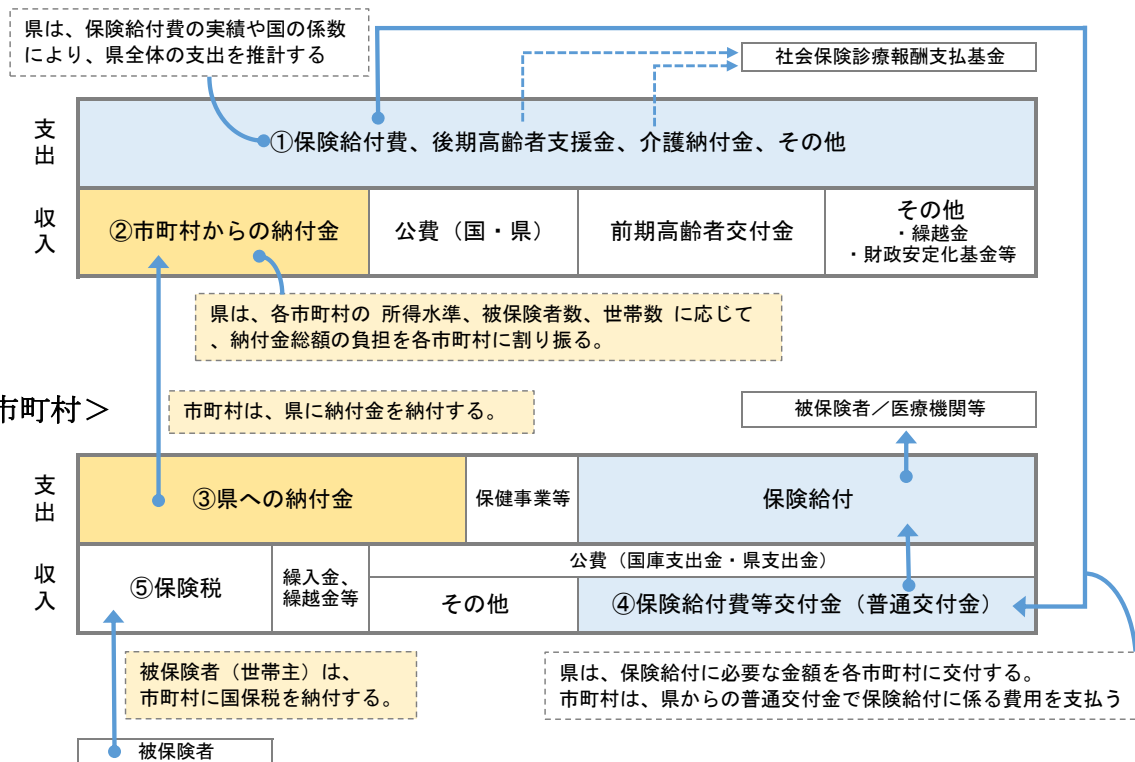 県は、保険給付費の実績や国の係数
により、県全体の支出を推計する
社会保険診療報酬支払基金
支出
①保険給付費、後期高齢者支援金、介護納付金、その他
収入
②市町村からの納付金
公費（国・県）
前期高齢者交付金
その他
・繰越金
・財政安定化基金等
県は、各市町村の 所得水準、被保険者数、世帯数 に応じて
、納付金総額の負担を各市町村に割り振る。
市町村＞
市町村は、県に納付金を納付する。
被保険者／医療機関等
支出
③県への納付金
保健事業等
保険給付
収入
⑤保険税
繰入金、
繰越金等
公費（国庫支出金・県支出金）
その他
④保険給付費等交付金（普通交付金）
被保険者（世帯主）は、
市町村に国保税を納付する。
県は、保険給付に必要な金額を各市町村に交付する。
市町村は、県からの普通交付金で保険給付に係る費用を支払う
被保険者